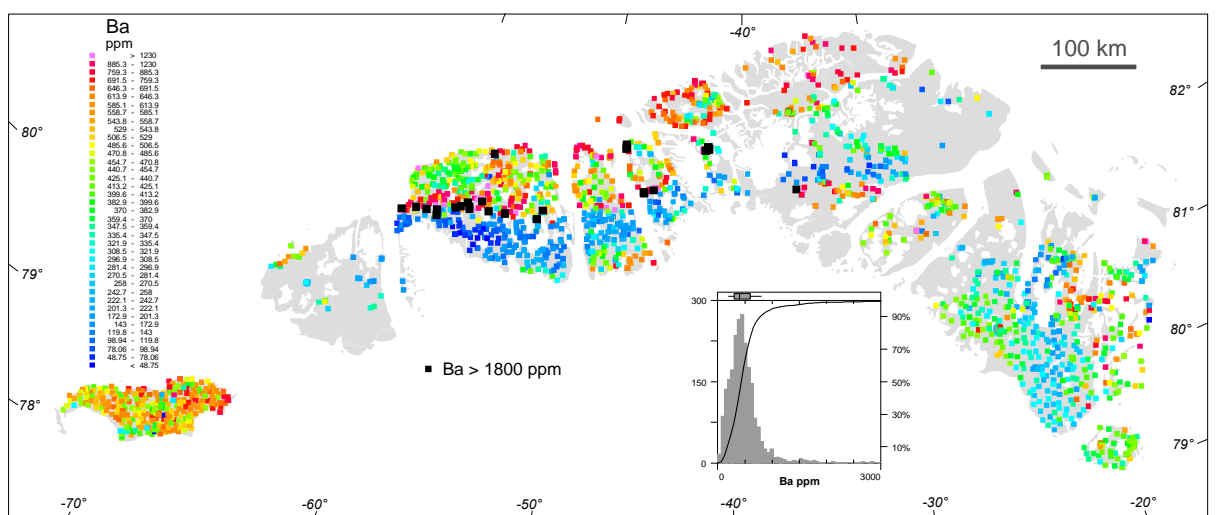 Ba
ppm
> 1230
885.3 - 1230
759.3 - 885.3
691.5 - 759.3
646.3 - 691.5
613.9 - 646.3
585.1 - 613.9
558.7 - 585.1
543.8 - 558.7
529 - 543.8
506.5 - 529
485.6 - 506.5
470.8 - 485.6
454.7 - 470.8
440.7 - 454.7
425.1 - 440.7
413.2 - 425.1
399.6 - 413.2
382.9 - 399.6
370 - 382.9
359.4 - 370
347.5 - 359.4
335.4 - 347.5
321.9 - 335.4
308.5 - 321.9
296.9 - 308.5
281.4 - 296.9
270.5 - 281.4
258 - 270.5
242.7 - 258
222.1 - 242.7
201.3 - 222.1
172.9 - 201.3
143 - 172.9
119.8 - 143
98.94 - 119.8
78.06 - 98.94
48.75 - 78.06
< 48.75
-40°
100 km
82°
80°
81°
79°
80°
78°
79°
Ba > 1800 ppm
300
150
0
90%
70%
50%
30%
10%
0
3000
Ba ppm
-70°
-60°
-50°
-40°
-30°
-20°